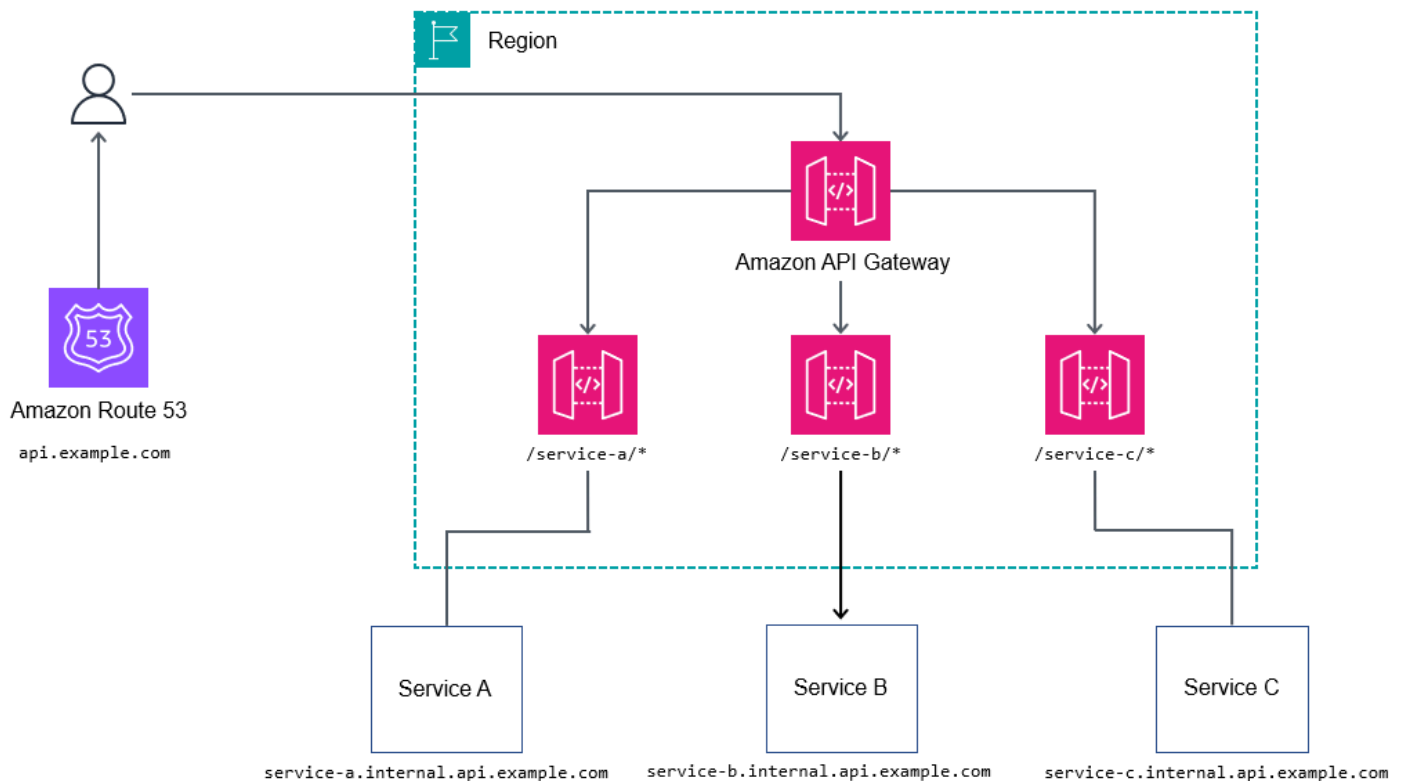 Region
</>
Amazon API Gateway
53
Amazon Route 53
api.example.com
</>
</>
</>
/service-a/*
/service-b/*
/service-c/*
Service A
Service B
Service C
service-a.internal.api.example.com
service-b.internal.api.example.com
service-c.internal.api.example.com